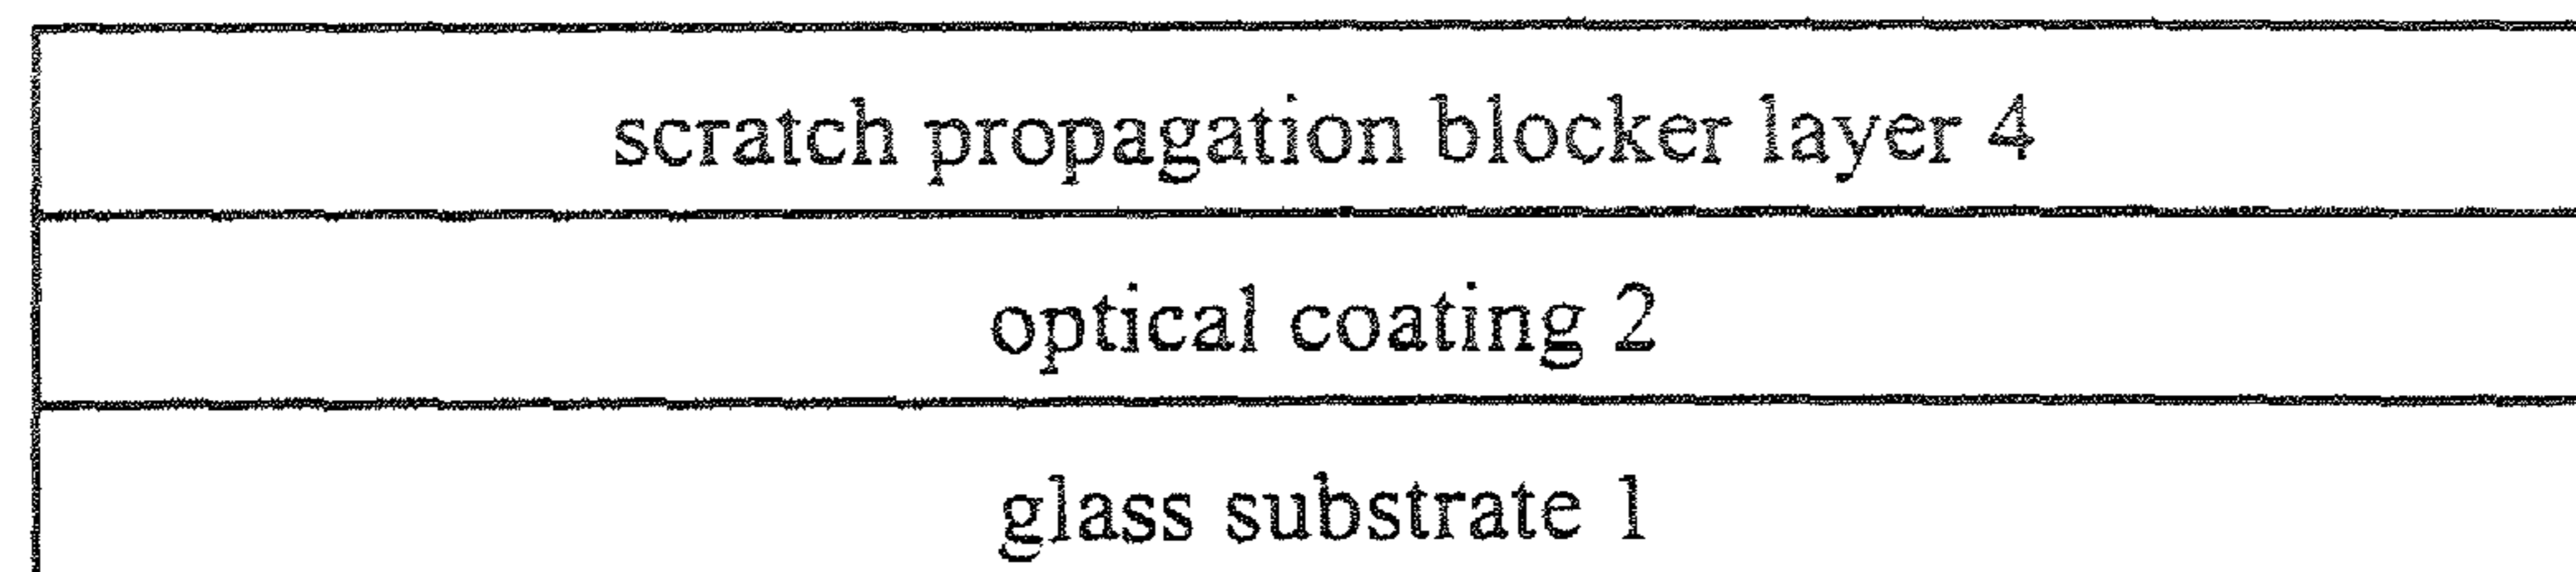 scratch propagation blocker layer 4
optical coating 2
glass substrate 1